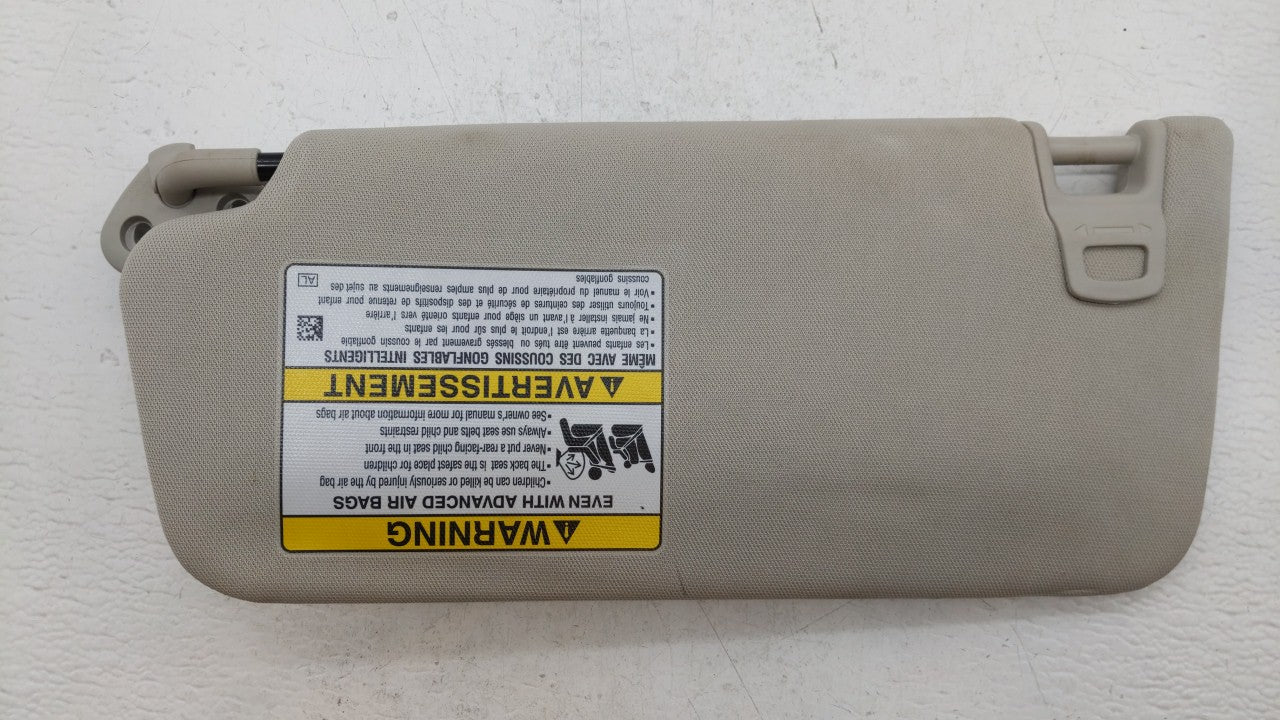 WARNING
EVEN WITH ADVANCED AIR BAGS
• Children can be killed or seriously injured by the air bag
• The back seat is the safest place for children
• Never put a rear-facing child seat in the front
• Always use seat belts and child restraints
• See owner's manual for more information about air bags
AVERTISSEMENT
MÊME AVEC DES COUSSINS GONFLABLES INTELLIGENTS
• Les enfants peuvent être tués ou blessés gravement par le coussin gonflable
• La banquette arrière est l'endroit le plus sûr pour les enfants
• Ne jamais installer à l'avant un siège pour enfants orienté vers l'arrière
• Toujours utiliser des ceintures de sécurité et des dispositifs de retenue pour enfant
• Voir le manuel du propriétaire pour de plus amples renseignements au sujet des
coussins gonflables
AL